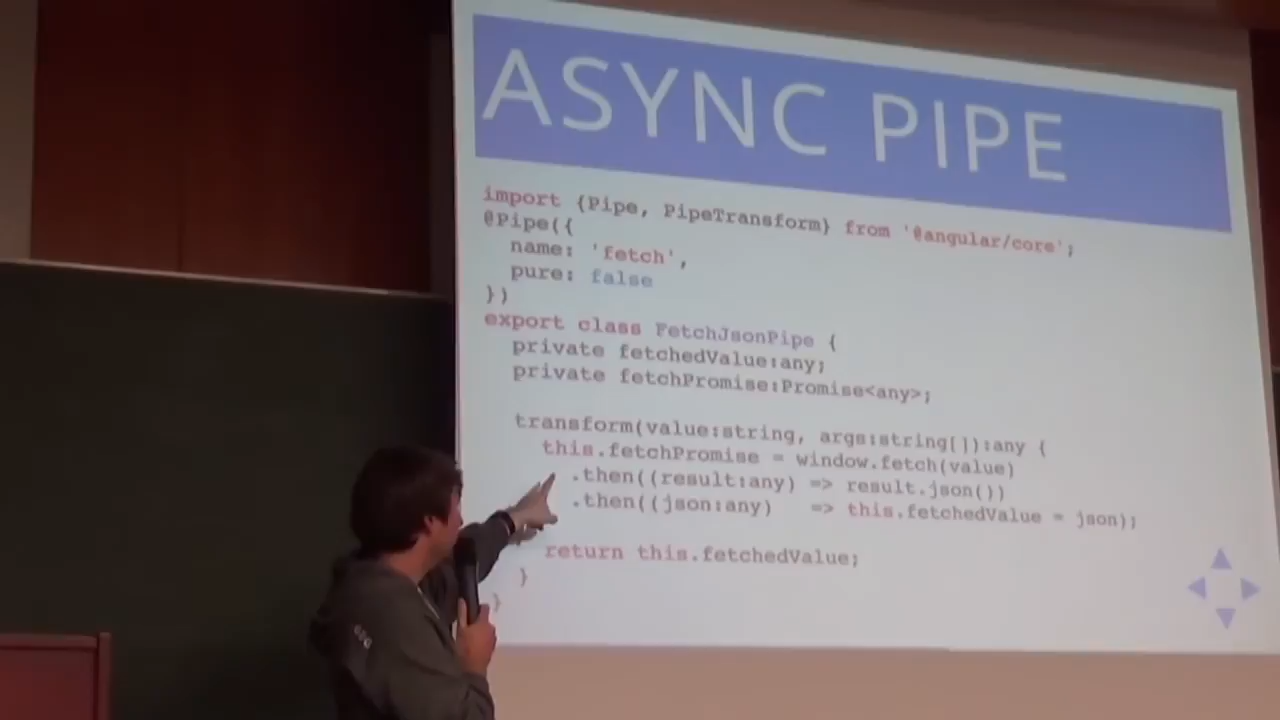 ASYNC PIPE
import {Pipe, PipeTransform} from '@angular/core';
@Pipe({
  name: 'fetch',
  pure: false
})
export class FetchJsonPipe {
  private fetchedValue:any;
  private fetchPromise:Promise<any>;
  transform(value:string, args:string[]):any {
    this.fetchPromise = window.fetch(value)
      .then((result:any) => result.json())
      .then((json:any)   => this.fetchedValue = json);
    return this.fetchedValue;
  }
}